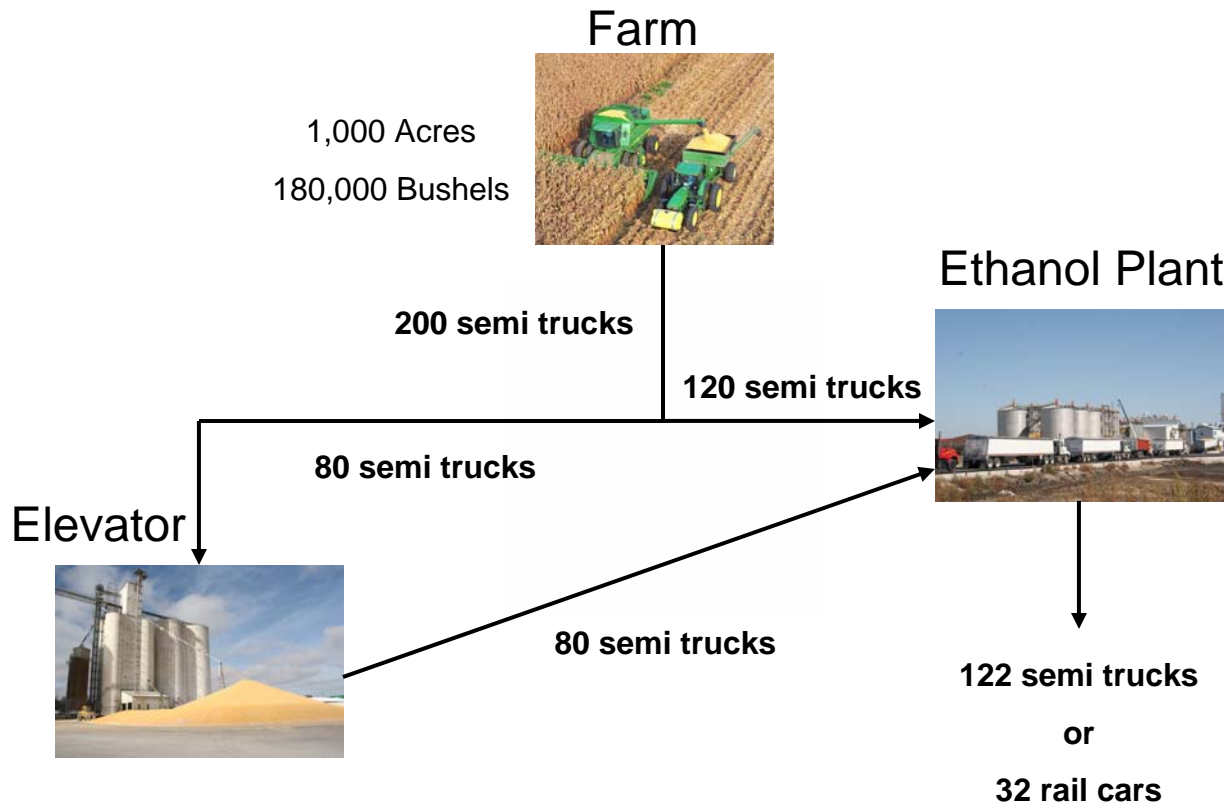 Farm
1,000 Acres
180,000 Bushels
Ethanol Plant
200 semi trucks
120 semi trucks
80 semi trucks
Elevator
80 semi trucks
122 semi trucks
or
32 rail cars